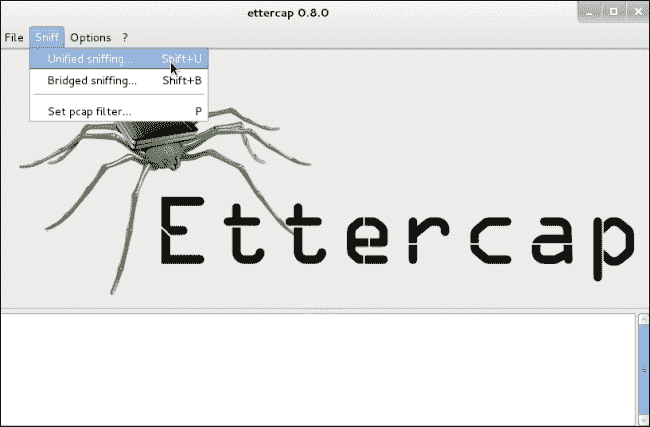 ettercap 0.8.0
File Sniff Options ?
Unified sniffing... Shift+U
Bridged sniffing... Shift+B
Set pcap filter... P
Ettercap